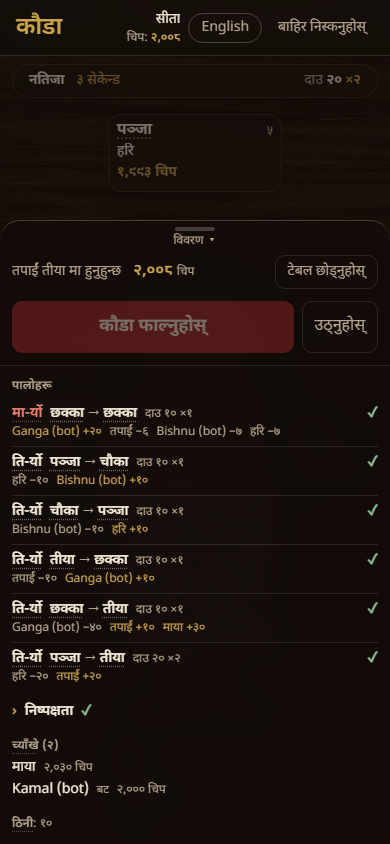 कौडा
सीता
चिप: २,००८
English
बाहिर निस्कनुहोस्
नतिजा ३ सेकेन्ड दाउ २० ×२
पञ्जा ५
हरि
१,९९३ चिप
विवरण ▾
तपाईं तीया मा हुनुहुन्छ २,००८ चिप
टेबल छोड्नुहोस्
कौडा फाल्नुहोस्
उठ्नुहोस्
पालोहरू
मा-र्यो छक्का → छक्का दाउ १० ×१ ✓
Ganga (bot) +२० तपाईं −६ Bishnu (bot) −७ हरि −७
ति-र्यो पञ्जा → चौका दाउ १० ×१ ✓
हरि −१० Bishnu (bot) +१०
ति-र्यो चौका → पञ्जा दाउ १० ×१ ✓
Bishnu (bot) −१० हरि +१०
ति-र्यो तीया → छक्का दाउ १० ×१ ✓
तपाईं −१० Ganga (bot) +१०
ति-र्यो छक्का → तीया दाउ १० ×१ ✓
Ganga (bot) −४० तपाईं +१० माया +३०
ति-र्यो पञ्जा → तीया दाउ २० ×२ ✓
हरि −२० तपाईं +२०
› निष्पक्षता ✓
च्याँखे (२)
माया २,०३० चिप
Kamal (bot) बट २,००० चिप
ठिनी: १०